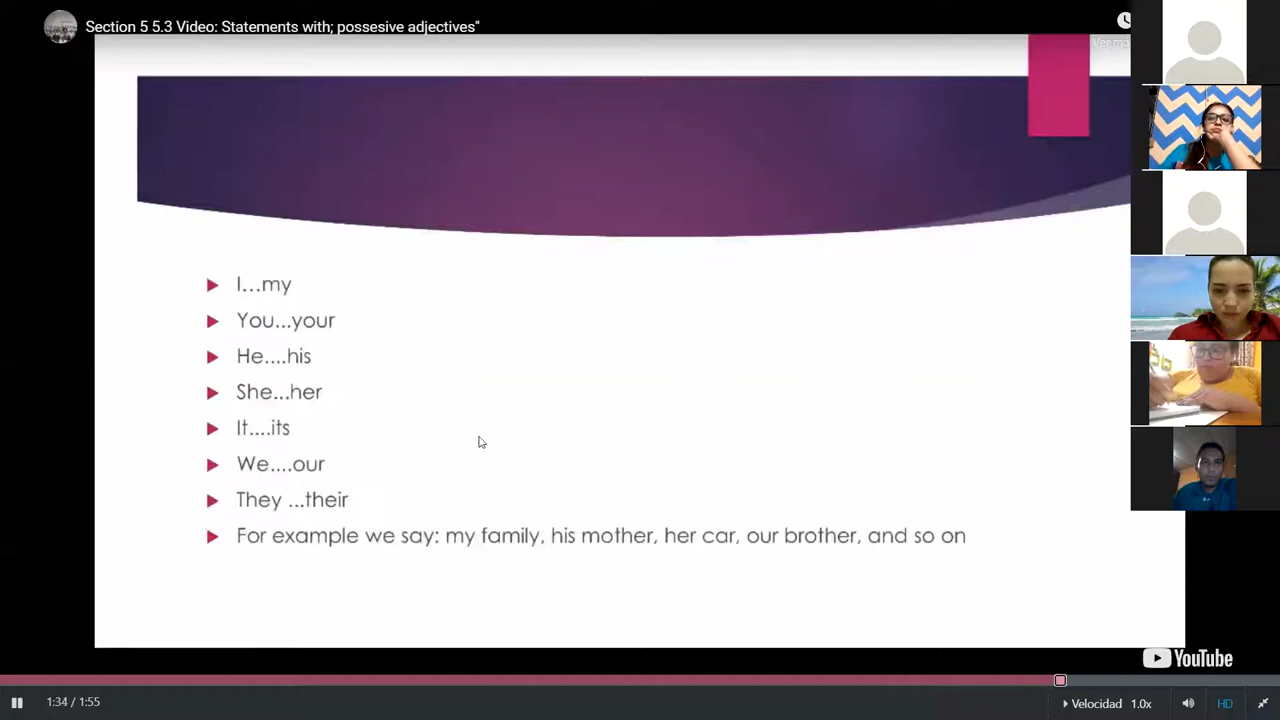 Section 5 5.3 Video: Statements with; possesive adjectives"
I...my
You...your
He....his
She...her
It....its
We....our
They ...their
For example we say: my family, his mother, her car, our brother, and so on
YouTube
1:34 / 1:55
Velocidad 1.0x
HD